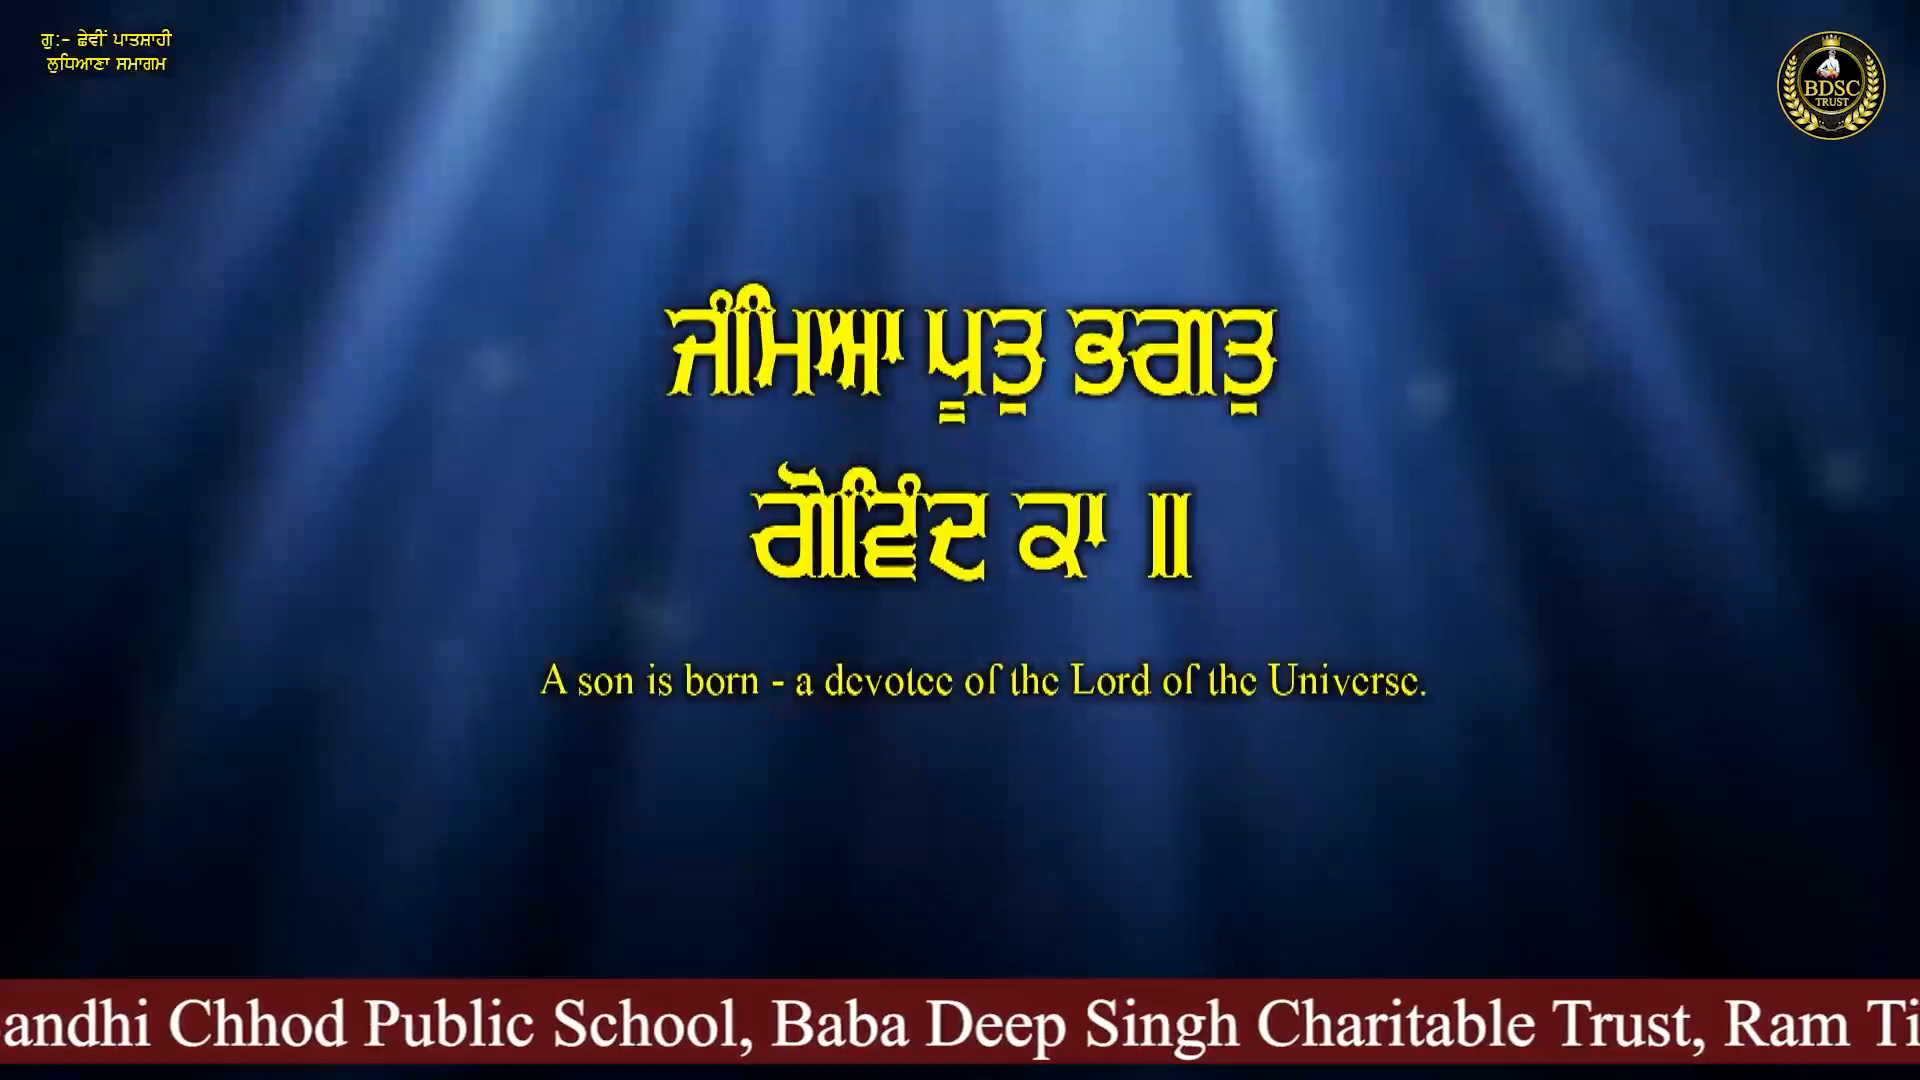 ਗੁ:- ਛੇਵੀਂ ਪਾਤਸ਼ਾਹੀ
ਲੁਧਿਆਣਾ ਸਮਾਗਮ
BDSC
TRUST
ਜੰਮਿਆ ਪੂਤੁ ਭਗਤੁ
ਗੋਵਿੰਦ ਕਾ ॥
A son is born - a devotee of the Lord of the Universe.
andhi Chhod Public School, Baba Deep Singh Charitable Trust, Ram Ti